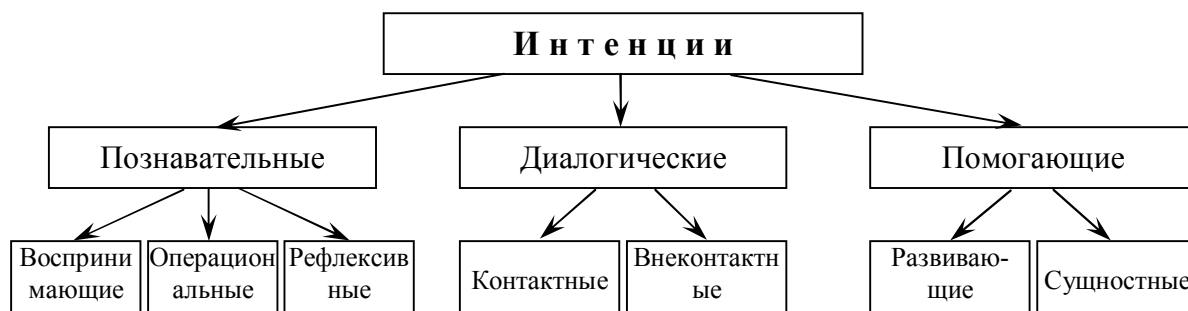 И н т е н ц и и
Познавательные
Диалогические
Помогающие
Восприни
мающие
Операцион
альные
Рефлексив
ные
Контактные
Внеконтактн
ые
Развиваю-
щие
Сущностные